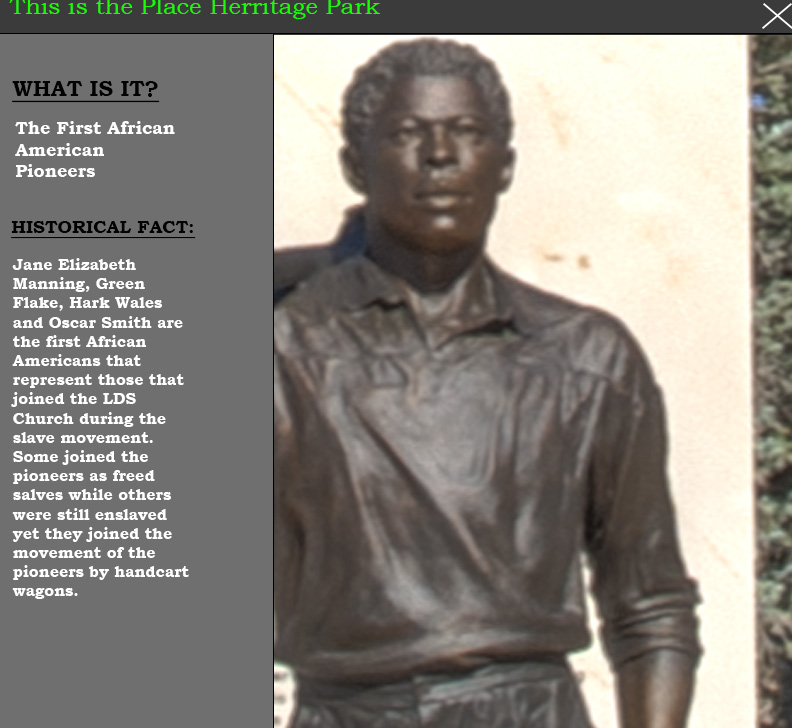 This is the Place Herritage Park
WHAT IS IT?
The First African
American
Pioneers
HISTORICAL FACT:
Jane Elizabeth
Manning, Green
Flake, Hark Wales
and Oscar Smith are
the first African
Americans that
represent those that
joined the LDS
Church during the
slave movement.
Some joined the
pioneers as freed
salves while others
were still enslaved
yet they joined the
movement of the
pioneers by handcart
wagons.